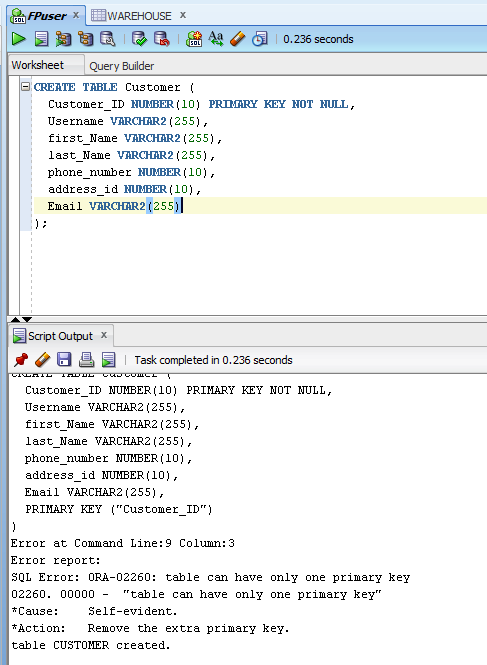 FPuser x WAREHOUSE x
0.236 seconds
Worksheet Query Builder
CREATE TABLE Customer (
Customer_ID NUMBER(10) PRIMARY KEY NOT NULL,
Username VARCHAR2(255),
first_Name VARCHAR2(255),
last_Name VARCHAR2(255),
phone_number NUMBER(10),
address_id NUMBER(10),
Email VARCHAR2(255)
);
Script Output x
Task completed in 0.236 seconds
CREATE TABLE Customer (
Customer_ID NUMBER(10) PRIMARY KEY NOT NULL,
Username VARCHAR2(255),
first_Name VARCHAR2(255),
last_Name VARCHAR2(255),
phone_number NUMBER(10),
address_id NUMBER(10),
Email VARCHAR2(255),
PRIMARY KEY ("Customer_ID")
)
Error at Command Line:9 Column:3
Error report:
SQL Error: ORA-02260: table can have only one primary key
02260. 00000 - "table can have only one primary key"
*Cause: Self-evident.
*Action: Remove the extra primary key.
table CUSTOMER created.